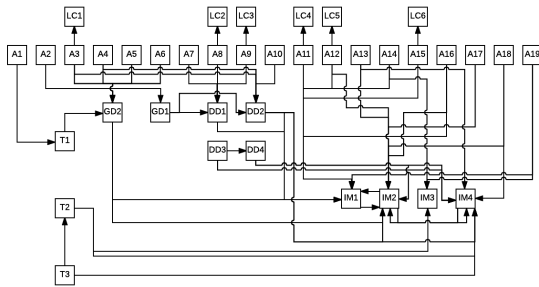 LC1 LC2 LC3 LC4 LC5 LC6
A1 A2 A3 A4 A5 A6 A7 A8 A9 A10 A11 A12 A13 A14 A15 A16 A17 A18 A19
GD2 GD1 DD1 DD2
T1
DD3 DD4
IM1 IM2 IM3 IM4
T2
T3